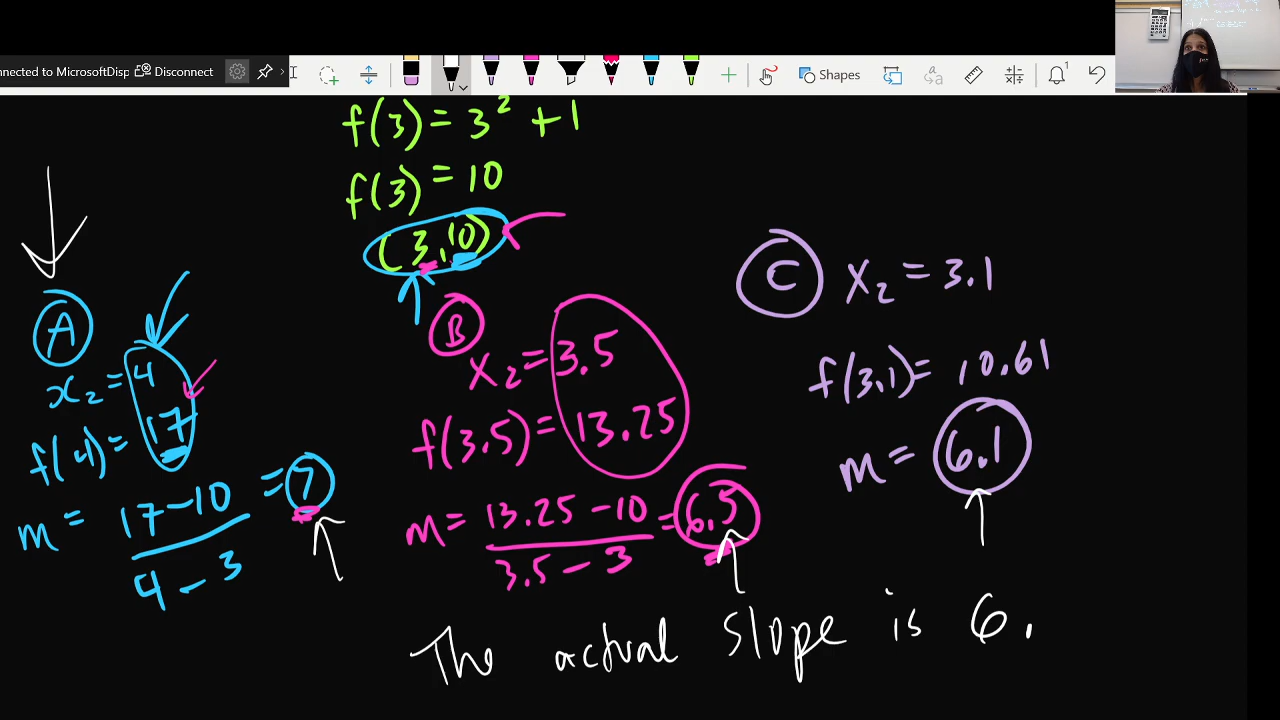 nnected to MicrosoftDisp Disconnect
Shapes
f(3) = 3² + 1
f(3) = 10
(3,10)
A
x₂ = 4
f(4) = 17
m = 17-10 / 4-3 = 7
B
x₂ = 3.5
f(3.5) = 13.25
m = 13.25-10 / 3.5-3 = 6.5
C
x₂ = 3.1
f(3.1) = 10.61
m = 6.1
The actual slope is 6.